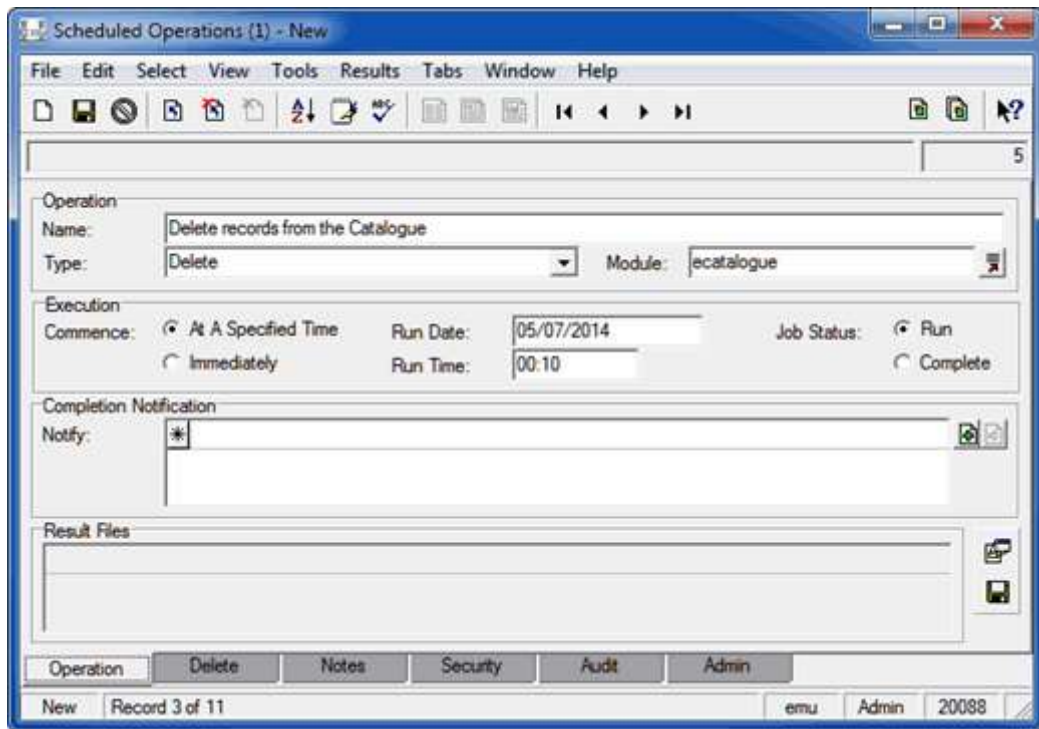 Scheduled Operations (1) - New
File Edit Select View Tools Results Tabs Window Help
5
Operation
Name: Delete records from the Catalogue
Type: Delete Module: ecatalogue
Execution
Commence: At A Specified Time Run Date: 05/07/2014 Job Status: Run
Immediately Run Time: 00:10 Complete
Completion Notification
Notify:
Result Files
Operation Delete Notes Security Audit Admin
New Record 3 of 11 emu Admin 20088